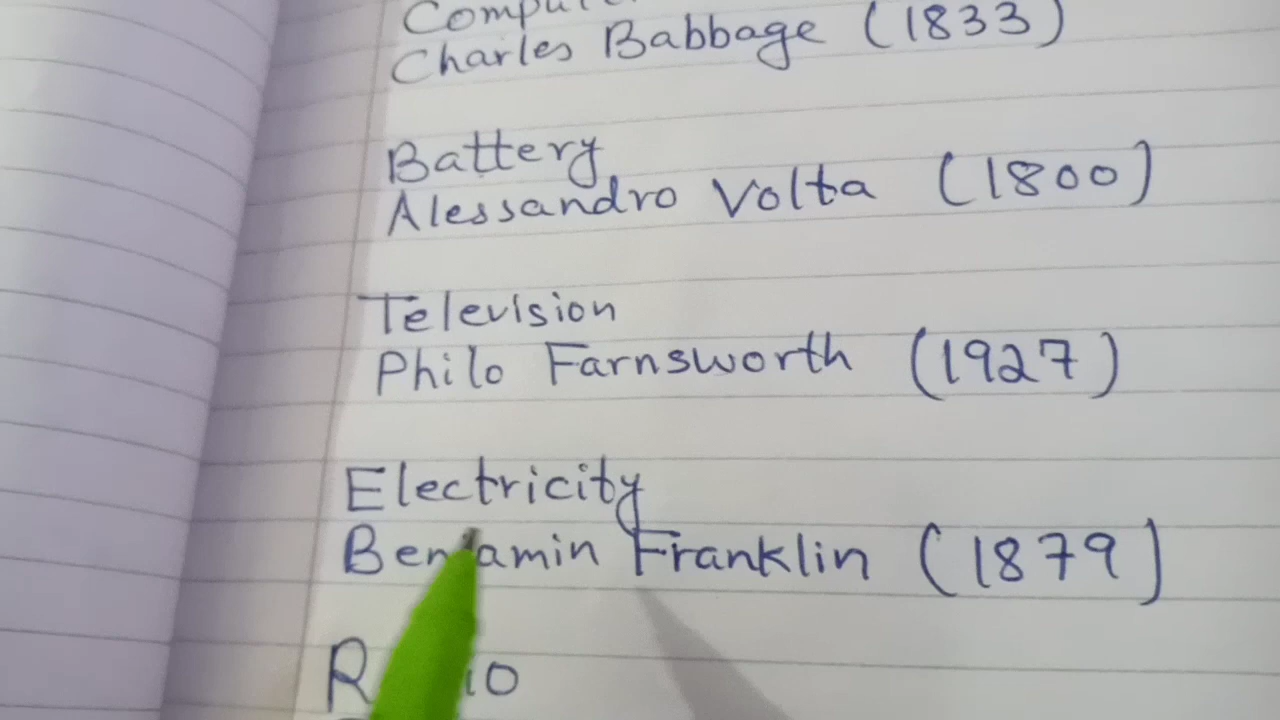 Charles Babbage (1833)
Battery
Alessandro Volta (1800)
Television
Philo Farnsworth (1927)
Electricity
Benjamin Franklin (1879)